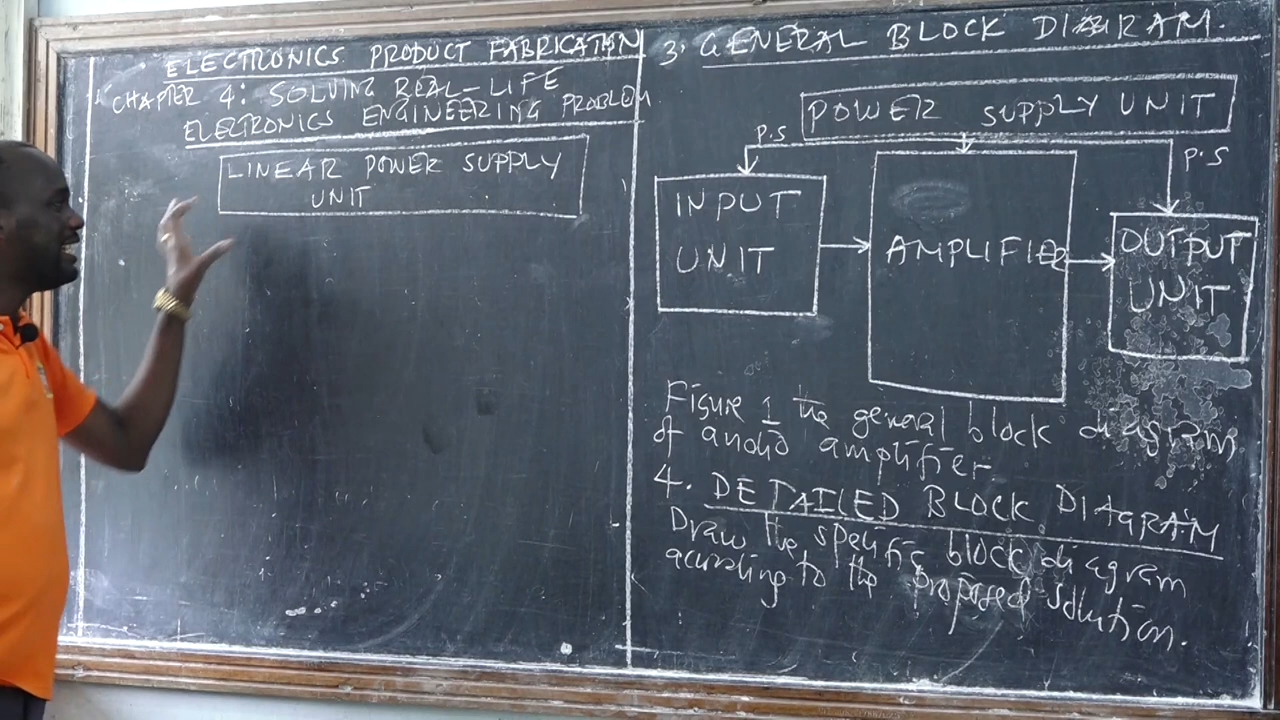 ELECTRONICS PRODUCT FABRICATION
CHAPTER 4: SOLVING REAL-LIFE
ELECTRONICS ENGINEERING PROBLEM
LINEAR POWER SUPPLY
UNIT
3. GENERAL BLOCK DIAGRAM.
POWER SUPPLY UNIT
P.S
P.S
INPUT
UNIT
AMPLIFIER
OUTPUT
UNIT
Figure 1 the general block diagram
of audio amplifier
4. DETAILED BLOCK DIAGRAM
Draw the specific block diagram
according to the proposed solution.